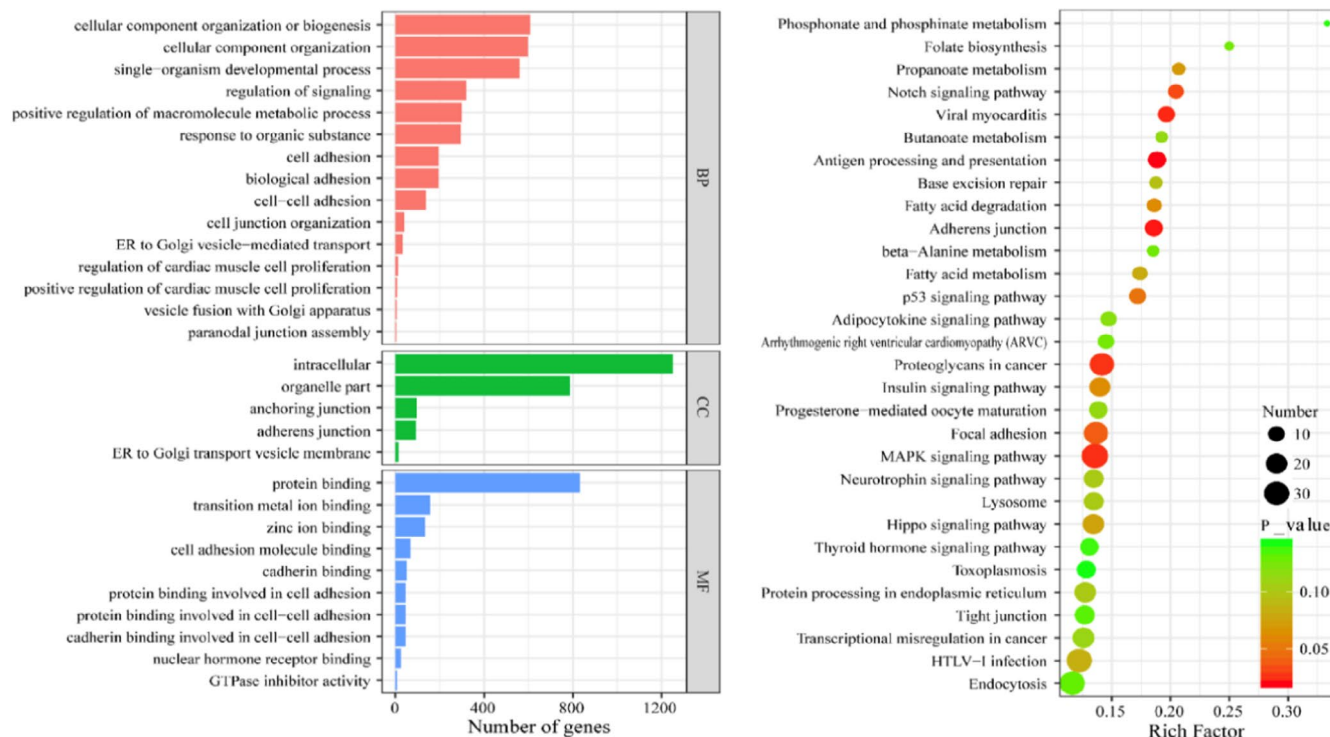 cellular component organization or biogenesis
cellular component organization
single−organism developmental process
regulation of signaling
positive regulation of macromolecule metabolic process
response to organic substance
cell adhesion
biological adhesion
cell−cell adhesion
cell junction organization
ER to Golgi vesicle−mediated transport
regulation of cardiac muscle cell proliferation
positive regulation of cardiac muscle cell proliferation
vesicle fusion with Golgi apparatus
paranodal junction assembly
BP
intracellular
organelle part
anchoring junction
adherens junction
ER to Golgi transport vesicle membrane
CC
protein binding
transition metal ion binding
zinc ion binding
cell adhesion molecule binding
cadherin binding
protein binding involved in cell adhesion
protein binding involved in cell−cell adhesion
cadherin binding involved in cell−cell adhesion
nuclear hormone receptor binding
GTPase inhibitor activity
MF
0 400 800 1200
Number of genes
Phosphonate and phosphinate metabolism
Folate biosynthesis
Propanoate metabolism
Notch signaling pathway
Viral myocarditis
Butanoate metabolism
Antigen processing and presentation
Base excision repair
Fatty acid degradation
Adherens junction
beta−Alanine metabolism
Fatty acid metabolism
p53 signaling pathway
Adipocytokine signaling pathway
Arrhythmogenic right ventricular cardiomyopathy (ARVC)
Proteoglycans in cancer
Insulin signaling pathway
Progesterone−mediated oocyte maturation
Focal adhesion
MAPK signaling pathway
Neurotrophin signaling pathway
Lysosome
Hippo signaling pathway
Thyroid hormone signaling pathway
Toxoplasmosis
Protein processing in endoplasmic reticulum
Tight junction
Transcriptional misregulation in cancer
HTLV−I infection
Endocytosis
0.15 0.20 0.25 0.30
Rich Factor
Number
10
20
30
P_value
0.10
0.05